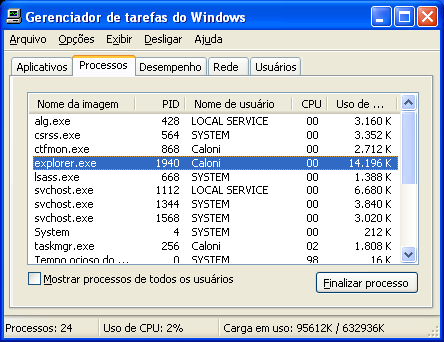 Gerenciador de tarefas do Windows
Arquivo Opções Exibir Desligar Ajuda
Aplicativos Processos Desempenho Rede Usuários
Nome da imagem PID Nome de usuário CPU Uso de ...
alg.exe 428 LOCAL SERVICE 00 3.160 K
csrss.exe 564 SYSTEM 00 3.352 K
ctfmon.exe 868 Caloni 00 2.712 K
explorer.exe 1940 Caloni 00 14.196 K
lsass.exe 668 SYSTEM 00 1.388 K
svchost.exe 1112 LOCAL SERVICE 00 6.680 K
svchost.exe 1344 SYSTEM 00 3.840 K
svchost.exe 1568 SYSTEM 00 3.020 K
System 4 SYSTEM 00 212 K
taskmgr.exe 256 Caloni 02 1.808 K
Tempo ocioso do ... 0 SYSTEM 98 16 K
Mostrar processos de todos os usuários
Finalizar processo
Processos: 24 Uso de CPU: 2% Carga em uso: 95612K / 632936K